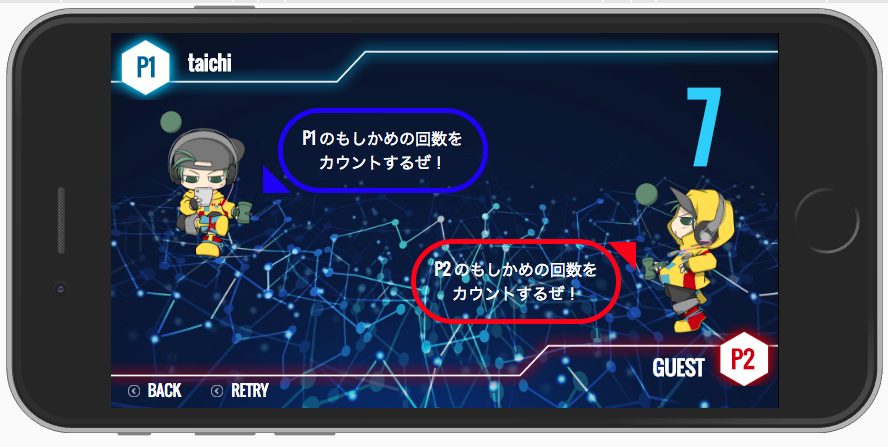 P1 taichi
7
P1のもしかめの回数を
カウントするぜ！
P2のもしかめの回数を
カウントするぜ！
GUEST P2
BACK RETRY